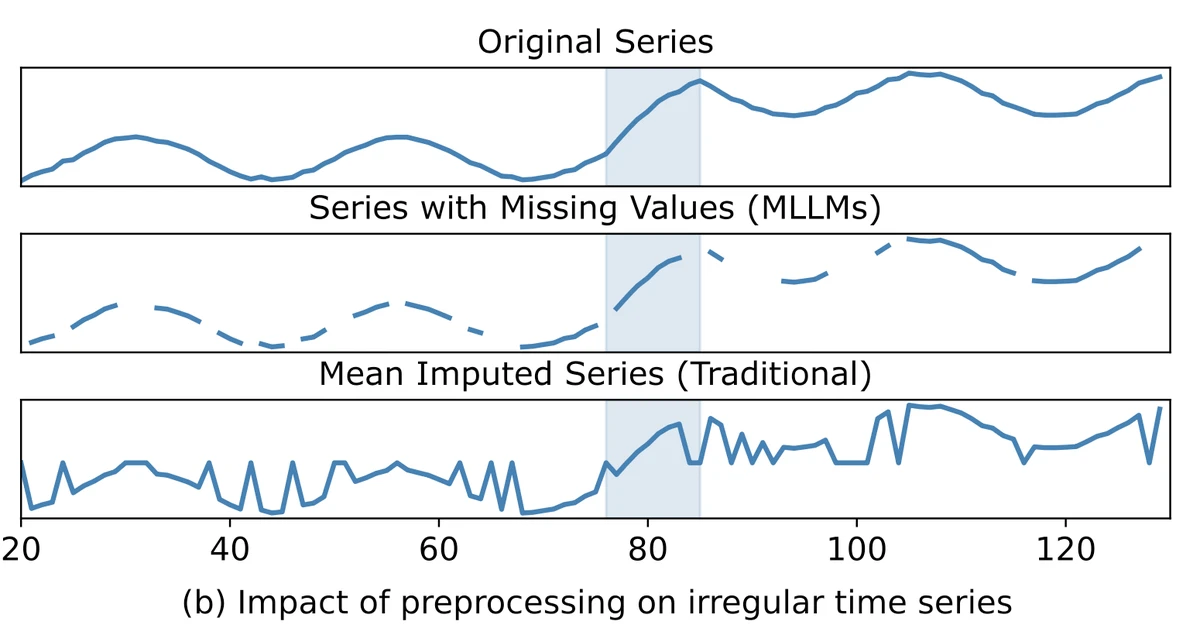 Original Series
Series with Missing Values (MLLMs)
Mean Imputed Series (Traditional)
20 40 60 80 100 120
(b) Impact of preprocessing on irregular time series